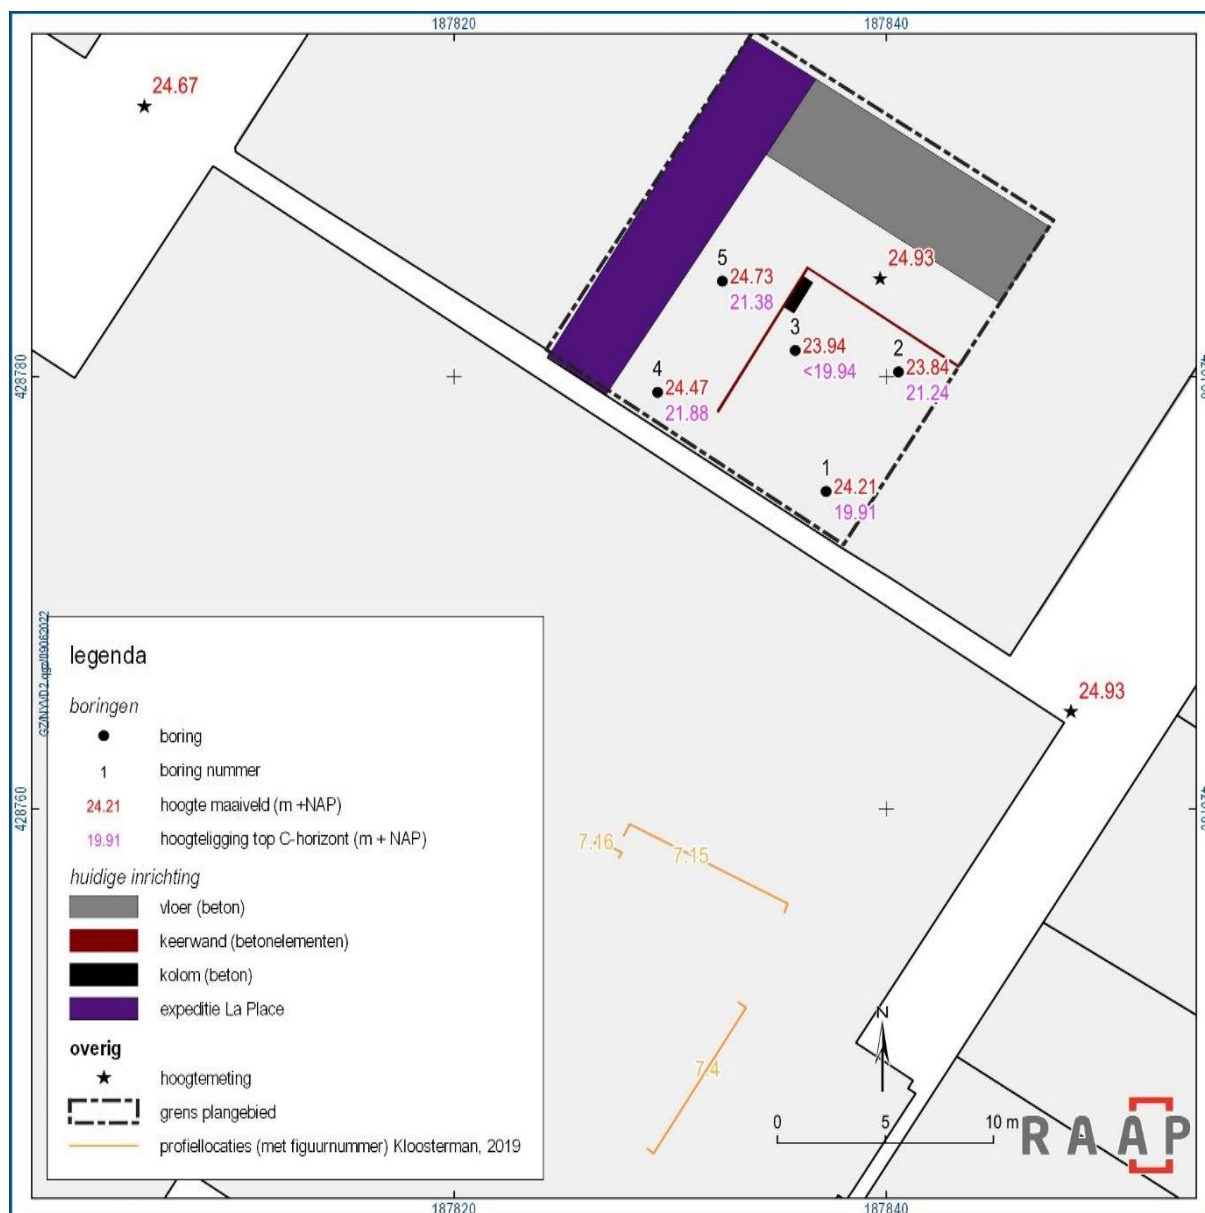 187820
187840
24.67
24.93
5
24.73
21.38
3
23.94
<19.94
2
23.84
21.24
4
24.47
21.88
1
24.21
19.91
428780
24.93
legenda
boringen
boring
1
boring nummer
24.21
hoogte maaiveld (m +NAP)
19.91
hoogteligging top C-horizont (m + NAP)
huidige inrichting
vloer (beton)
keerwand (betonelementen)
kolom (beton)
expeditie La Place
overig
hoogtemeting
grens plangebied
profiellocaties (met figuurnummer) Kloosterman, 2019
428760
7.16
7.15
7.4
N
0
5
10 m
RAAP
187820
187840